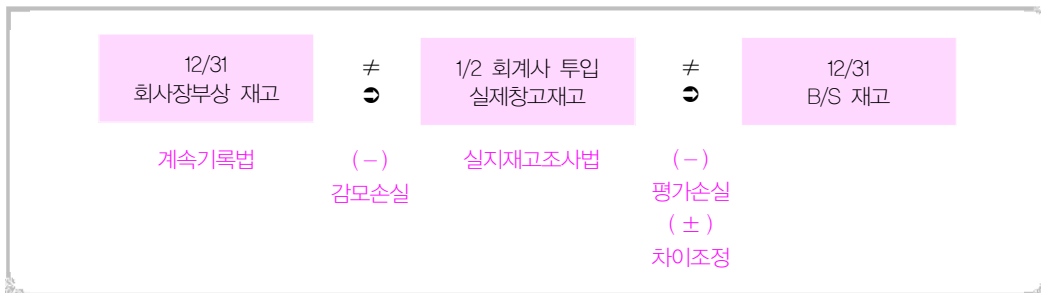 12/31
회사장부상 재고
≠
➲
1/2 회계사 투입
실제창고재고
≠
➲
12/31
B/S 재고
계속기록법
(-)
감모손실
실지재고조사법
(-)
평가손실
(±)
차이조정